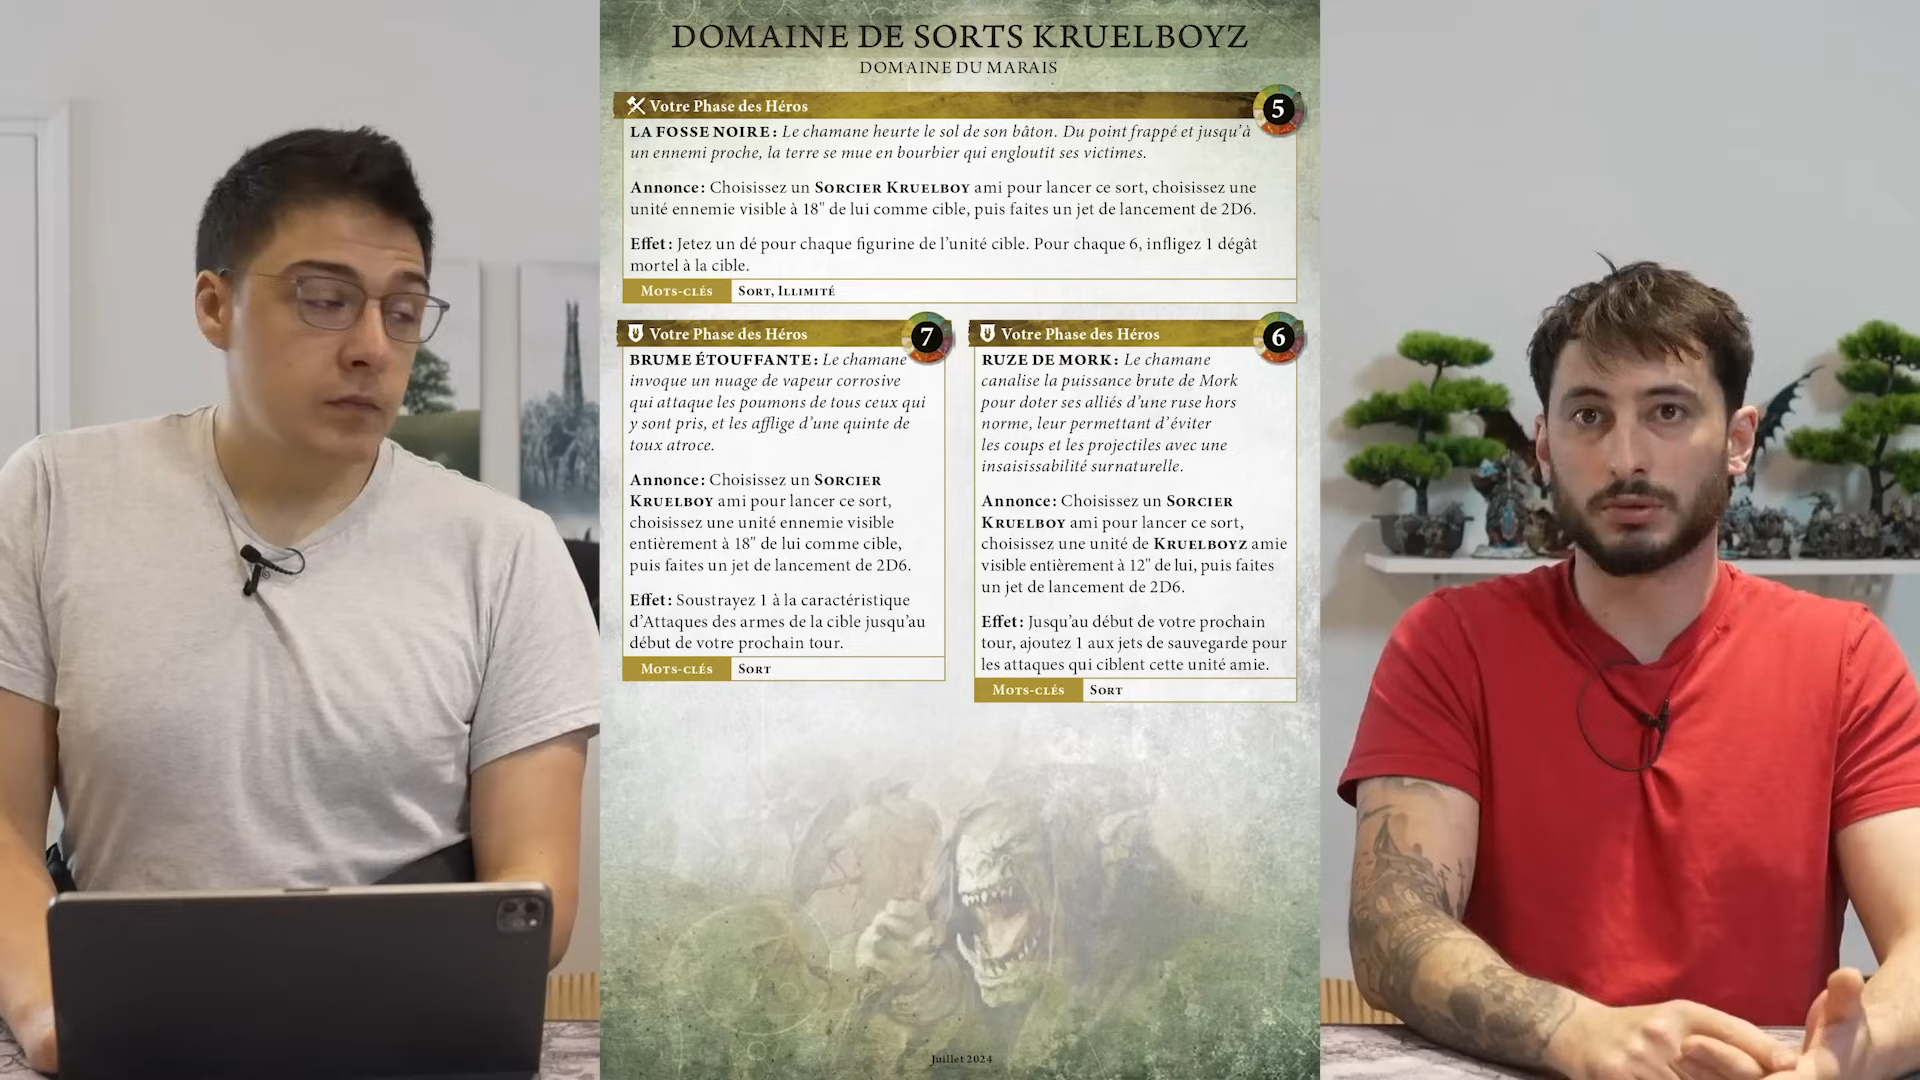 DOMAINE DE SORTS KRUELBOYZ
DOMAINE DU MARAIS
Votre Phase des Héros
5
LA FOSSE NOIRE : Le chamane heurte le sol de son bâton. Du point frappé et jusqu'à
un ennemi proche, la terre se mue en bourbier qui engloutit ses victimes.
Annonce : Choisissez un SORCIER KRUELBOY ami pour lancer ce sort, choisissez une
unité ennemie visible à 18" de lui comme cible, puis faites un jet de lancement de 2D6.
Effet : Jetez un dé pour chaque figurine de l'unité cible. Pour chaque 6, infligez 1 dégât
mortel à la cible.
MOTS-CLÉS SORT, ILLIMITÉ
Votre Phase des Héros
7
BRUME ÉTOUFFANTE : Le chamane
invoque un nuage de vapeur corrosive
qui attaque les poumons de tous ceux qui
y sont pris, et les afflige d'une quinte de
toux atroce.
Annonce : Choisissez un SORCIER
KRUELBOY ami pour lancer ce sort,
choisissez une unité ennemie visible
entièrement à 18" de lui comme cible,
puis faites un jet de lancement de 2D6.
Effet : Soustrayez 1 à la caractéristique
d'Attaques des armes de la cible jusqu'au
début de votre prochain tour.
MOTS-CLÉS SORT
Votre Phase des Héros
6
RUZE DE MORK : Le chamane
canalise la puissance brute de Mork
pour doter ses alliés d'une ruse hors
norme, leur permettant d'éviter
les coups et les projectiles avec une
insaisissabilité surnaturelle.
Annonce : Choisissez un SORCIER
KRUELBOY ami pour lancer ce sort,
choisissez une unité de KRUELBOYZ amie
visible entièrement à 12" de lui, puis faites
un jet de lancement de 2D6.
Effet : Jusqu'au début de votre prochain
tour, ajoutez 1 aux jets de sauvegarde pour
les attaques qui ciblent cette unité amie.
MOTS-CLÉS SORT
Juillet 2024